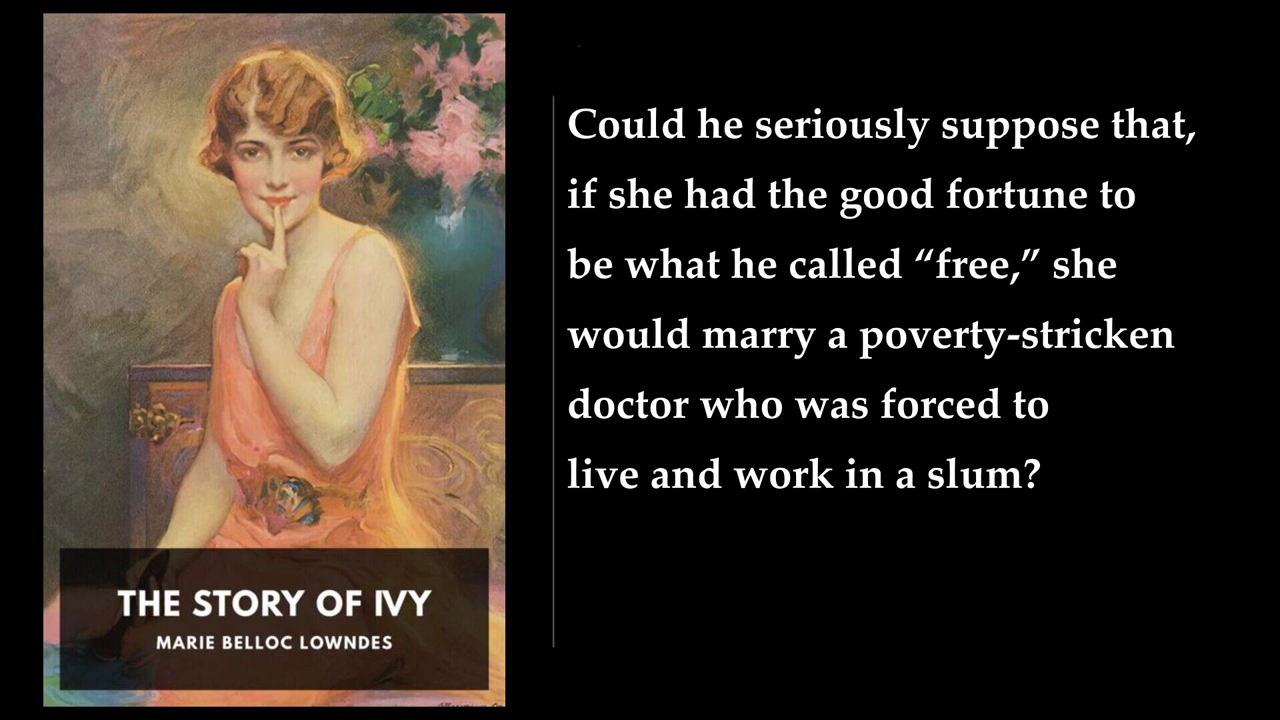 Could he seriously suppose that,
if she had the good fortune to
be what he called “free,” she
would marry a poverty-stricken
doctor who was forced to
live and work in a slum?
THE STORY OF IVY
MARIE BELLOC LOWNDES